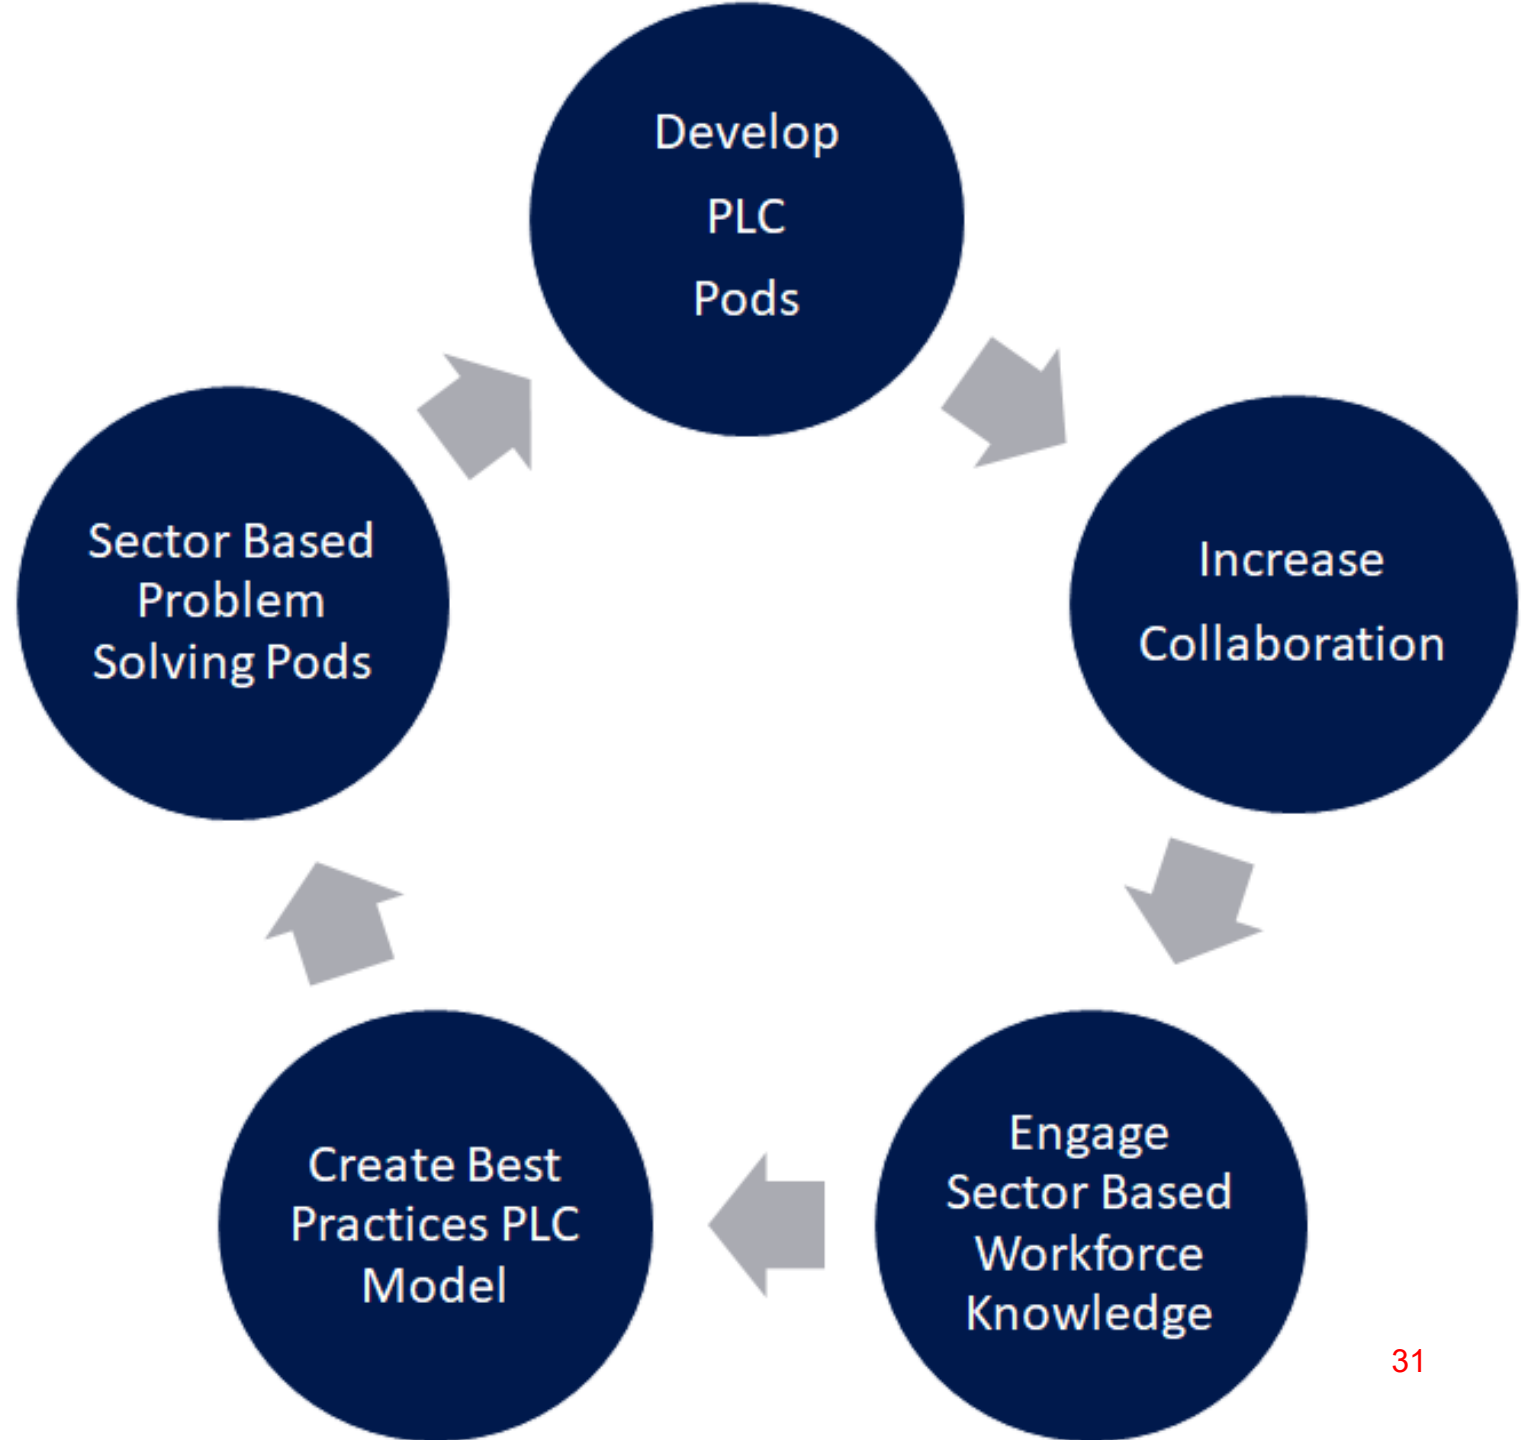 Develop
PLC
Pods
Increase
Collaboration
Engage
Sector Based
Workforce
Knowledge
Create Best
Practices PLC
Model
Sector Based
Problem
Solving Pods
31